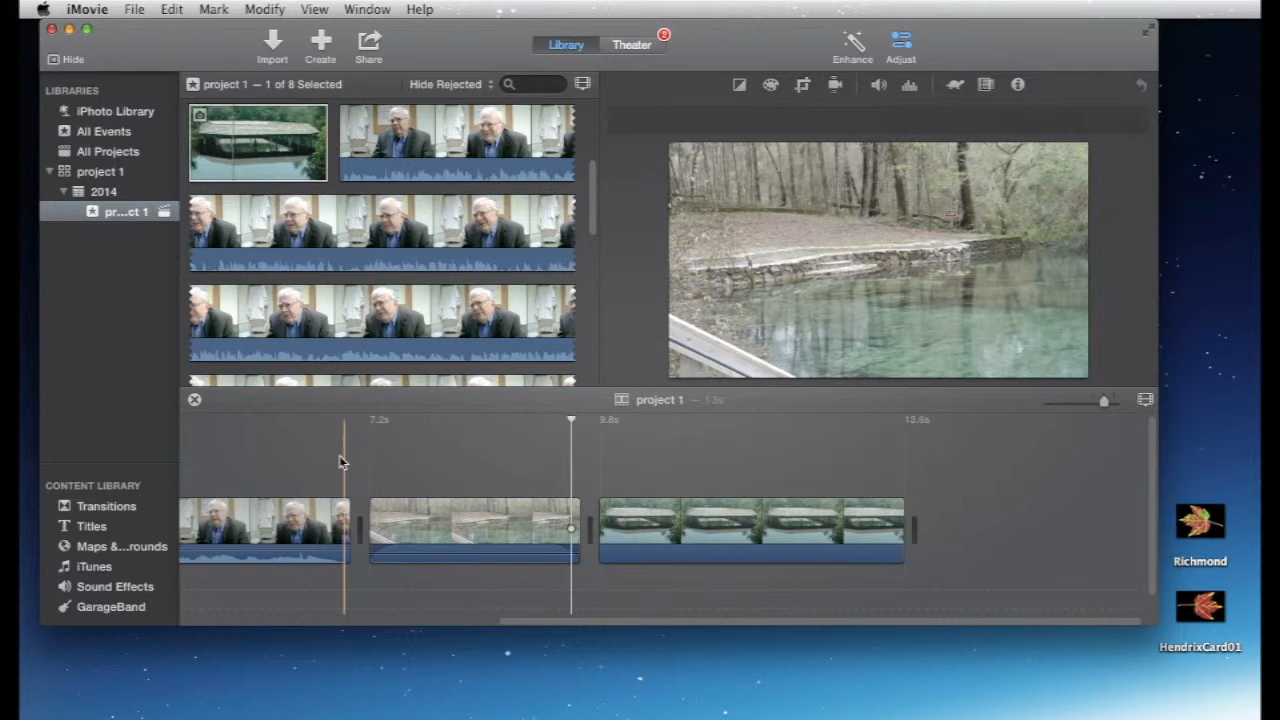 iMovie File Edit Mark Modify View Window Help
Hide Import Create Share Library Theater 2 Enhance Adjust
LIBRARIES
iPhoto Library
All Events
All Projects
project 1
2014
pr...ct 1
project 1 — 1 of 8 Selected Hide Rejected
project 1 — 13s
7.2s 9.8s 13.6s
CONTENT LIBRARY
Transitions
Titles
Maps &...rounds
iTunes
Sound Effects
GarageBand
Richmond
HendrixCard01